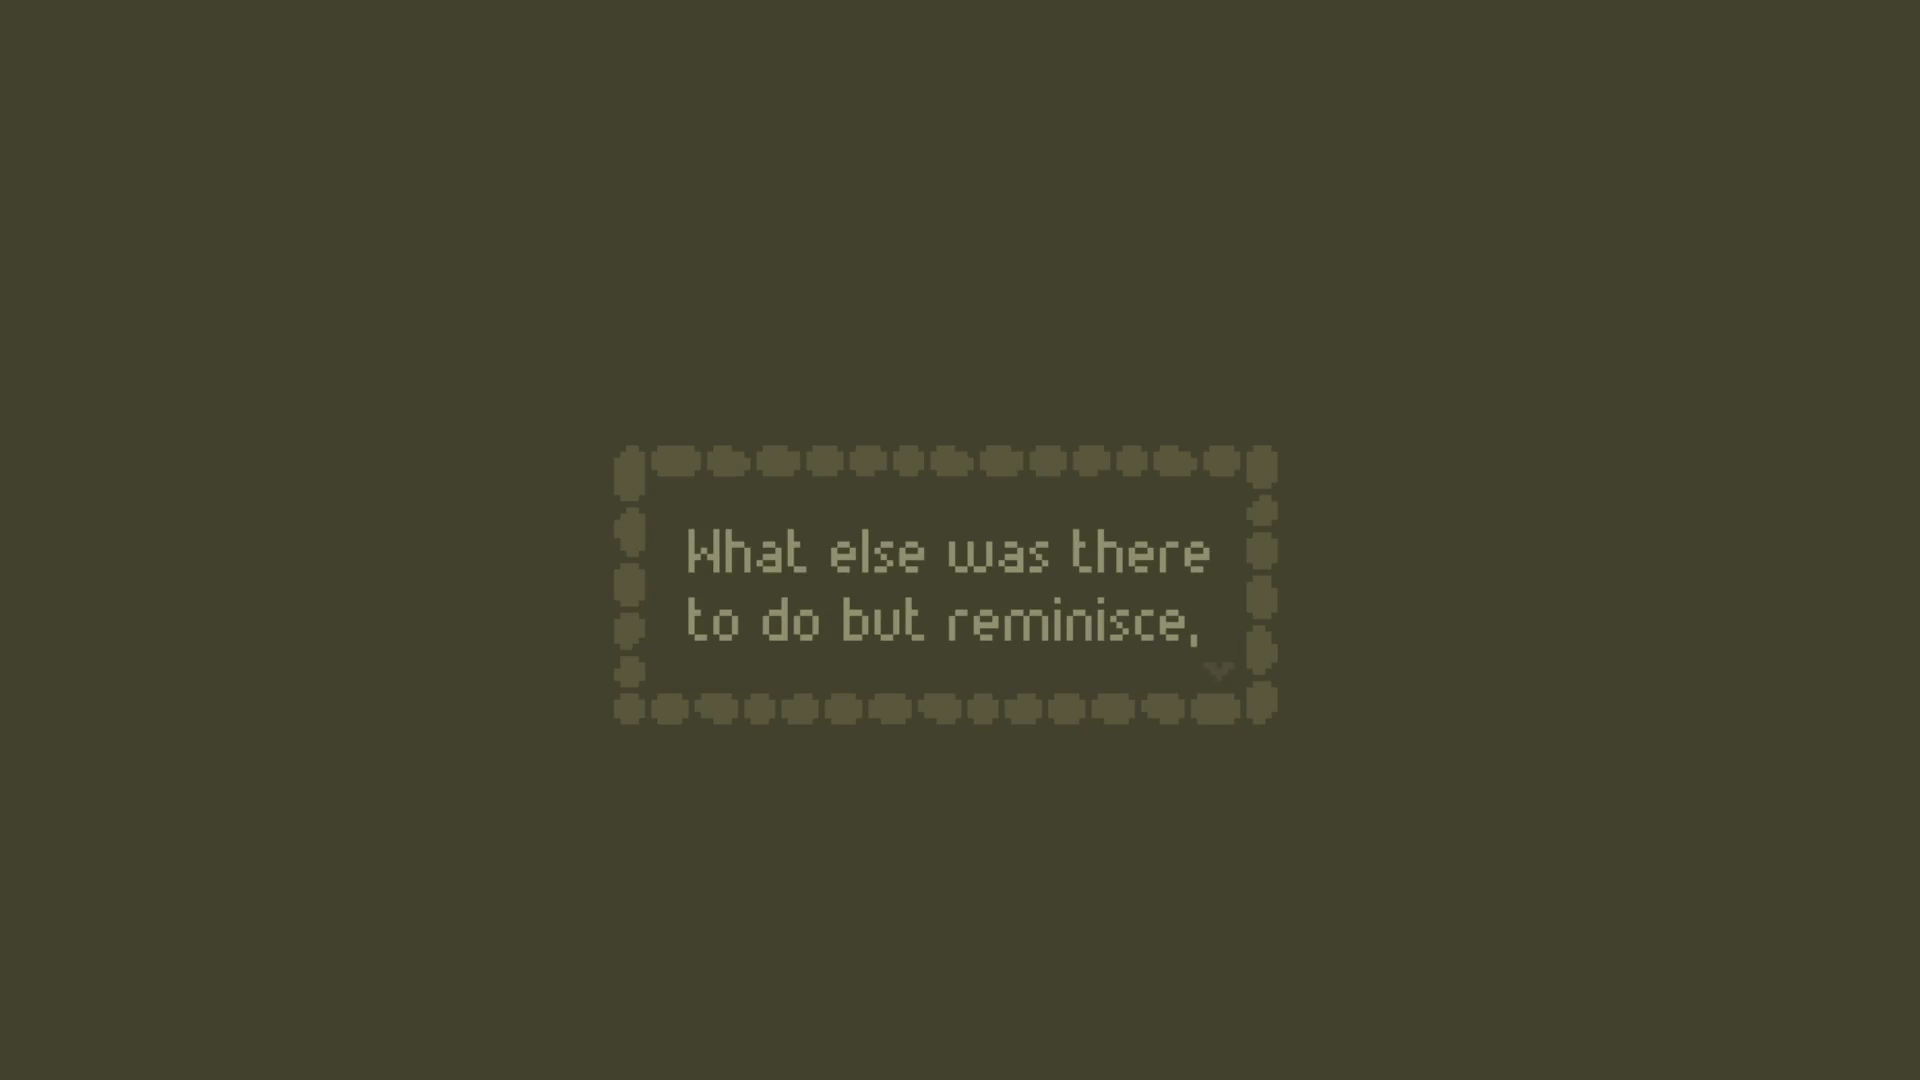 What else was there
to do but reminisce,